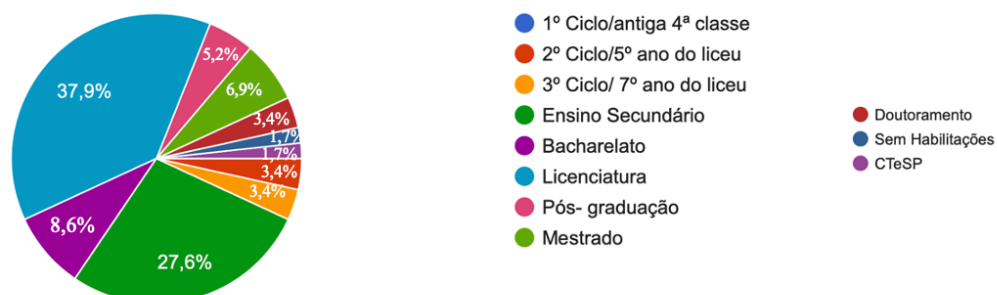 5,2%
37,9%
6,9%
3,4%
1,7%
1,7%
3,4%
3,4%
8,6%
27,6%
1º Ciclo/antiga 4ª classe
2º Ciclo/5º ano do liceu
3º Ciclo/ 7º ano do liceu
Ensino Secundário
Bacharelato
Licenciatura
Pós- graduação
Mestrado
Doutoramento
Sem Habilitações
CTeSP